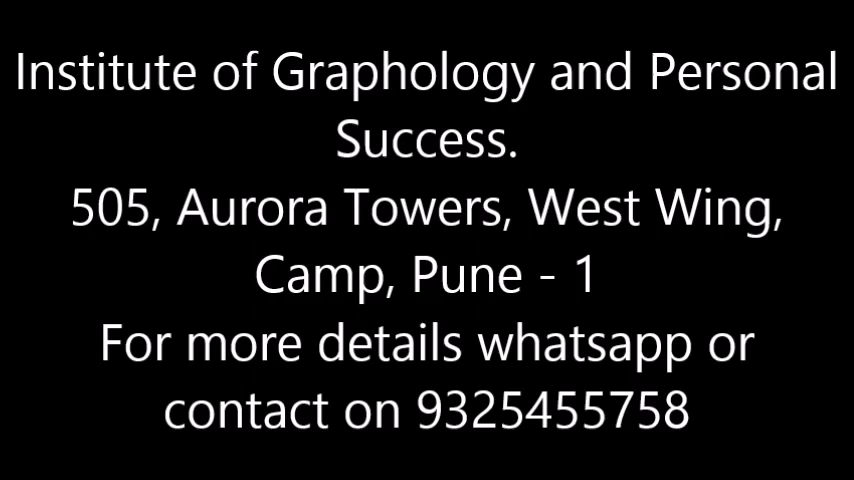 Institute of Graphology and Personal
Success.
505, Aurora Towers, West Wing,
Camp, Pune - 1
For more details whatsapp or
contact on 9325455758